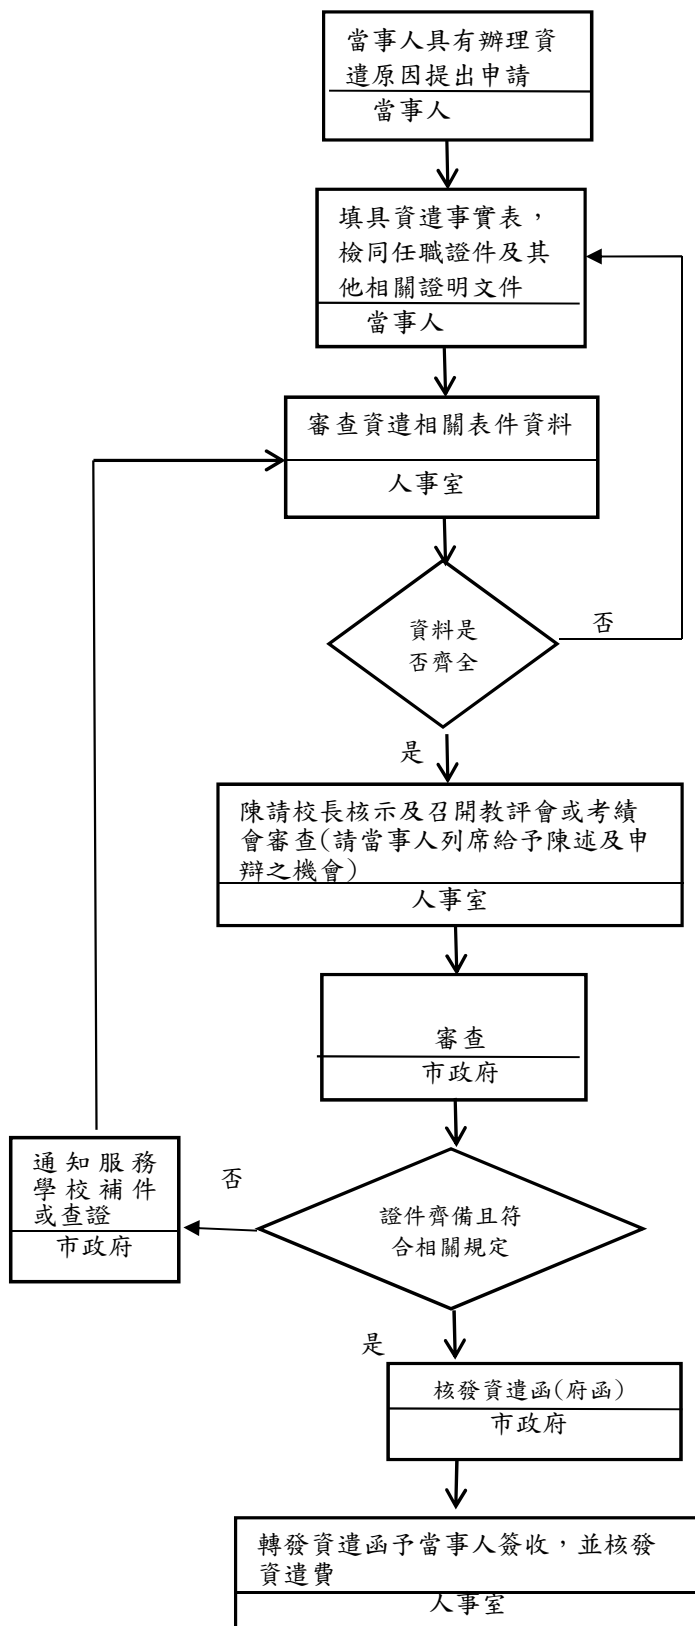 當事人具有辦理資
遣原因提出申請
當事人
填具資遣事實表，
檢同任職證件及其
他相關證明文件
當事人
審查資遣相關表件資料
人事室
資料是
否齊全
否
是
陳請校長核示及召開教評會或考績
會審查(請當事人列席給予陳述及申
辯之機會)
人事室
審查
市政府
通知服務
學校補件
或查證
市政府
否
證件齊備且符
合相關規定
是
核發資遣函(府函)
市政府
轉發資遣函予當事人簽收，並核發
資遣費
人事室